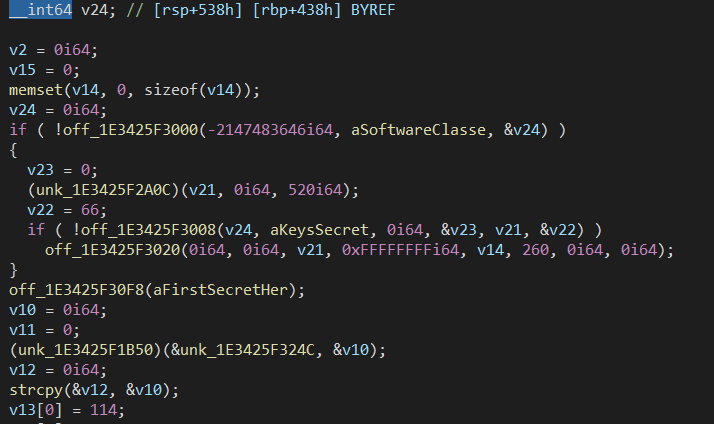 __int64 v24; // [rsp+538h] [rbp+438h] BYREF
v2 = 0i64;
v15 = 0;
memset(v14, 0, sizeof(v14));
v24 = 0i64;
if ( !off_1E3425F3000(-2147483646i64, aSoftwareClasse, &v24) )
{
v23 = 0;
(unk_1E3425F2A0C)(v21, 0i64, 520i64);
v22 = 66;
if ( !off_1E3425F3008(v24, aKeysSecret, 0i64, &v23, v21, &v22) )
off_1E3425F3020(0i64, 0i64, v21, 0xFFFFFFFFi64, v14, 260, 0i64, 0i64);
}
off_1E3425F30F8(aFirstSecretHer);
v10 = 0i64;
v11 = 0;
(unk_1E3425F1B50)(&unk_1E3425F324C, &v10);
v12 = 0i64;
strcpy(&v12, &v10);
v13[0] = 114;